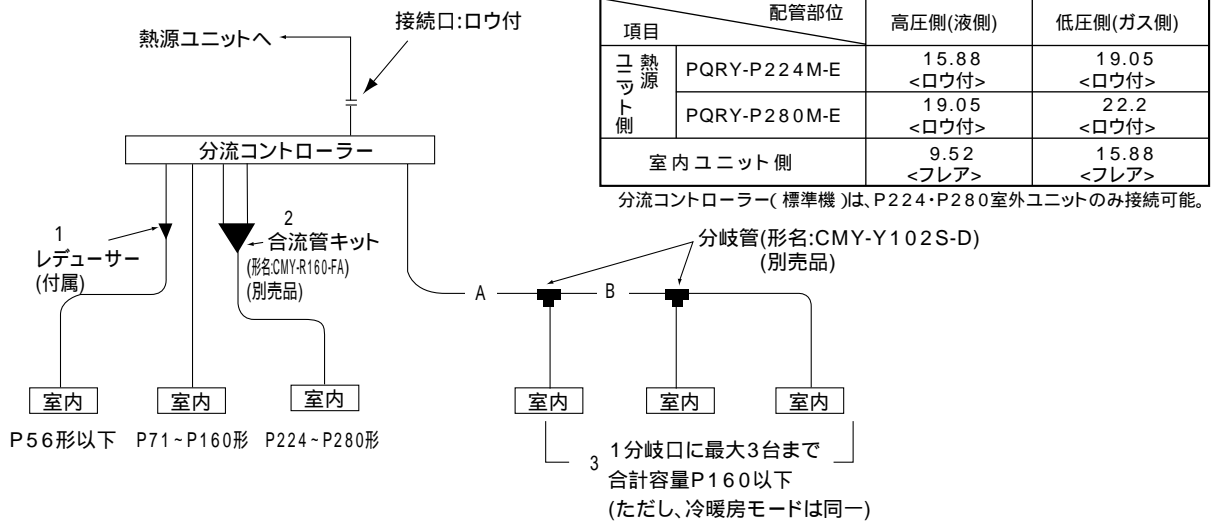 熱源ユニットへ
接続口:ロウ付
分流コントローラー
1
レデューサー
(付属)
2
合流管キット
(形名:CMY-R160-FA)
(別売品)
分岐管(形名:CMY-Y102S-D)
(別売品)
A
B
室内
室内
室内
室内
室内
室内
P56形以下
P71~P160形
P224~P280形
3
1分岐口に最大3台まで
合計容量P160以下
(ただし、冷暖房モードは同一)
配管部位
項目
高圧側(液側)
低圧側(ガス側)
熱源
ユニット側
PQRY-P224M-E
15.88
<ロウ付>
19.05
<ロウ付>
PQRY-P280M-E
19.05
<ロウ付>
22.2
<ロウ付>
室内ユニット側
9.52
<フレア>
15.88
<フレア>
分流コントローラー(標準機)は、P224・P280室外ユニットのみ接続可能。